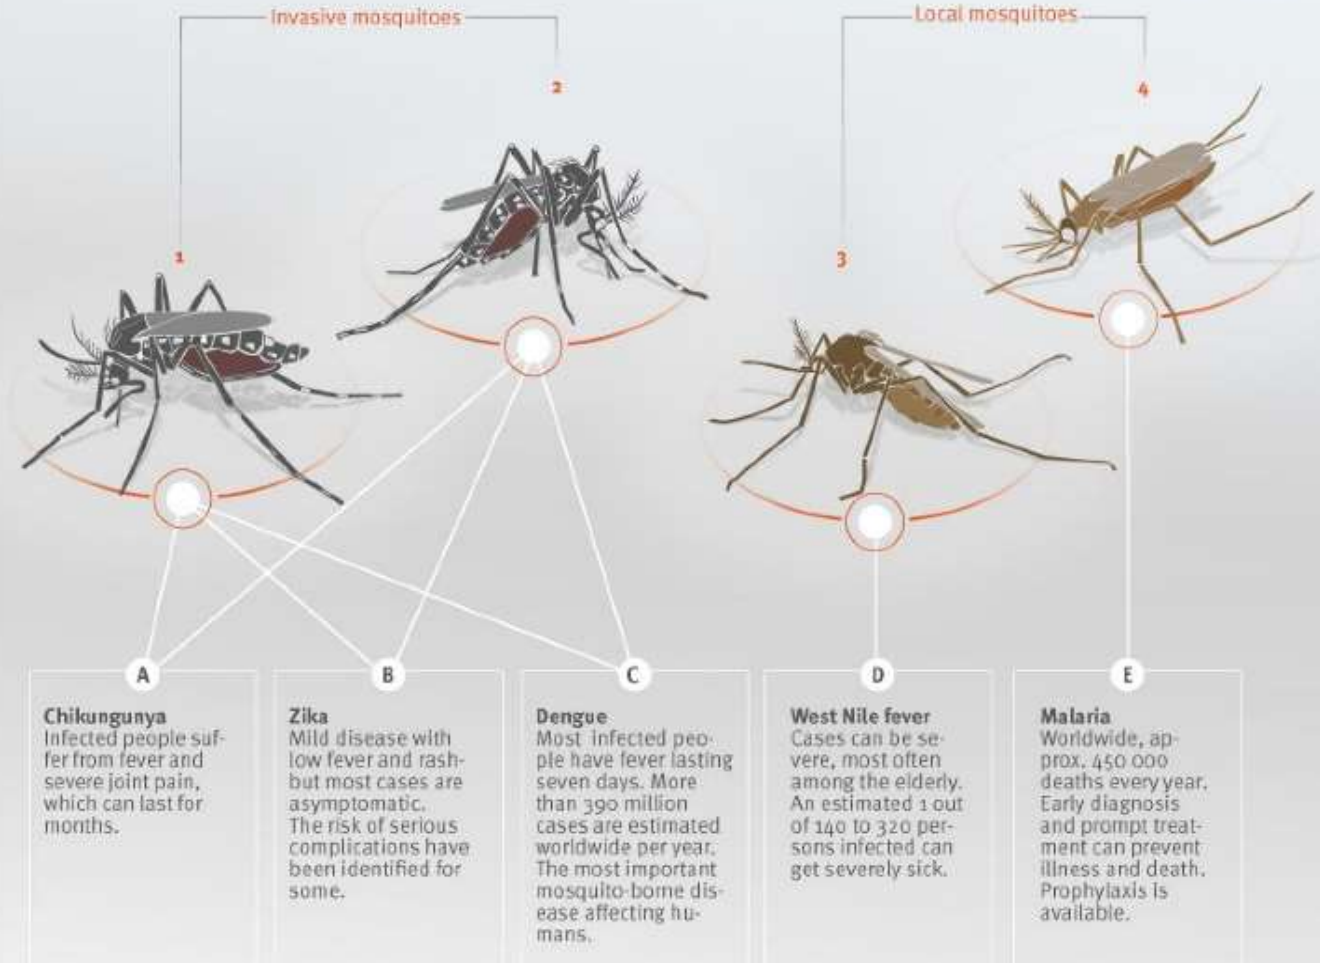 Invasive mosquitoes
Local mosquitoes
1
2
3
4
A
Chikungunya
Infected people suf-
fer from fever and
severe joint pain,
which can last for
months.
B
Zika
Mild disease with
low fever and rash-
but most cases are
asymptomatic.
The risk of serious
complications have
been identified for
some.
C
Dengue
Most infected peo-
ple have fever lasting
seven days. More
than 390 million
cases are estimated
worldwide per year.
The most important
mosquito-borne dis-
ease affecting hu-
mans.
D
West Nile fever
Cases can be se-
vere, most often
among the elderly.
An estimated 1 out
of 140 to 320 per-
sons infected can
get severely sick.
E
Malaria
Worldwide, ap-
prox. 450 000
deaths every year.
Early diagnosis
and prompt treat-
ment can prevent
illness and death.
Prophylaxis is
available.